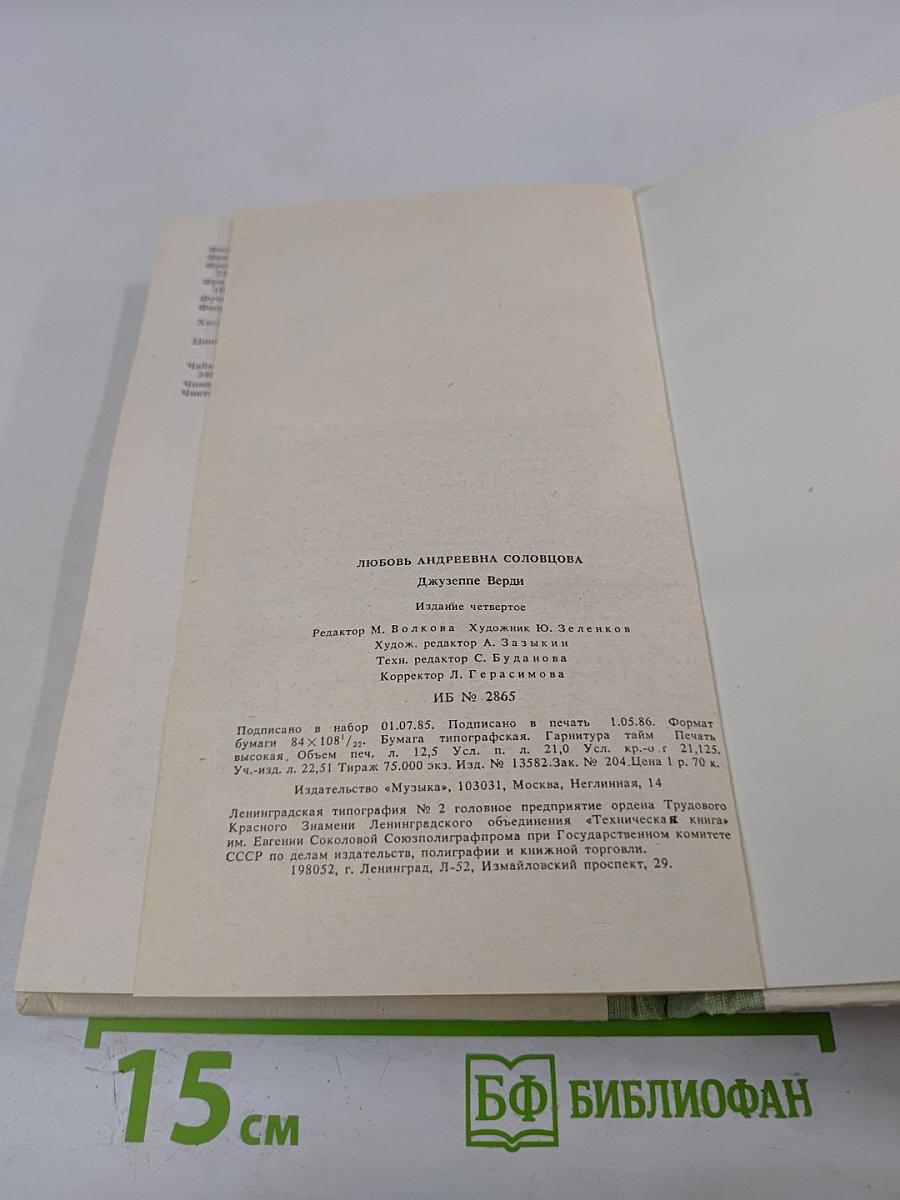 ЛЮБОВЬ АНДРЕЕВНА СОЛОВЦОВА
Джузеппе Верди
Издание четвертое
Редактор М. Волкова Художник Ю. Зеленков
Худож. редактор А. Зазыкин
Техн. редактор С. Буданова
Корректор Л. Герасимова
ИБ № 2865
Подписано в набор 01.07.85. Подписано в печать 1.05.86. Формат
бумаги 84×108¹/₃₂. Бумага типографская. Гарнитура тайм Печать
высокая. Объем печ. л. 12,5 Усл. п. л. 21,0 Усл. 21,125.
Уч.-изд. л. 22,51 Тираж 75.000 экз. Изд. № 13582.Зак. № 204.Цена 1 р. 70 к.
Издательство «Музыка», 103031, Москва, Неглинная, 14
Ленинградская типография № 2 головное предприятие ордена Трудового
Красного Знамени Ленинградского объединения «Техническая книга»
им. Евгении Соколовой Союзполиграфпрома при Государственном комитете
СССР по делам издательств, полиграфии и книжной торговли.
198052, г. Ленинград, Л-52, Измайловский проспект, 29.
15 см
БФ БИБЛИОФАН